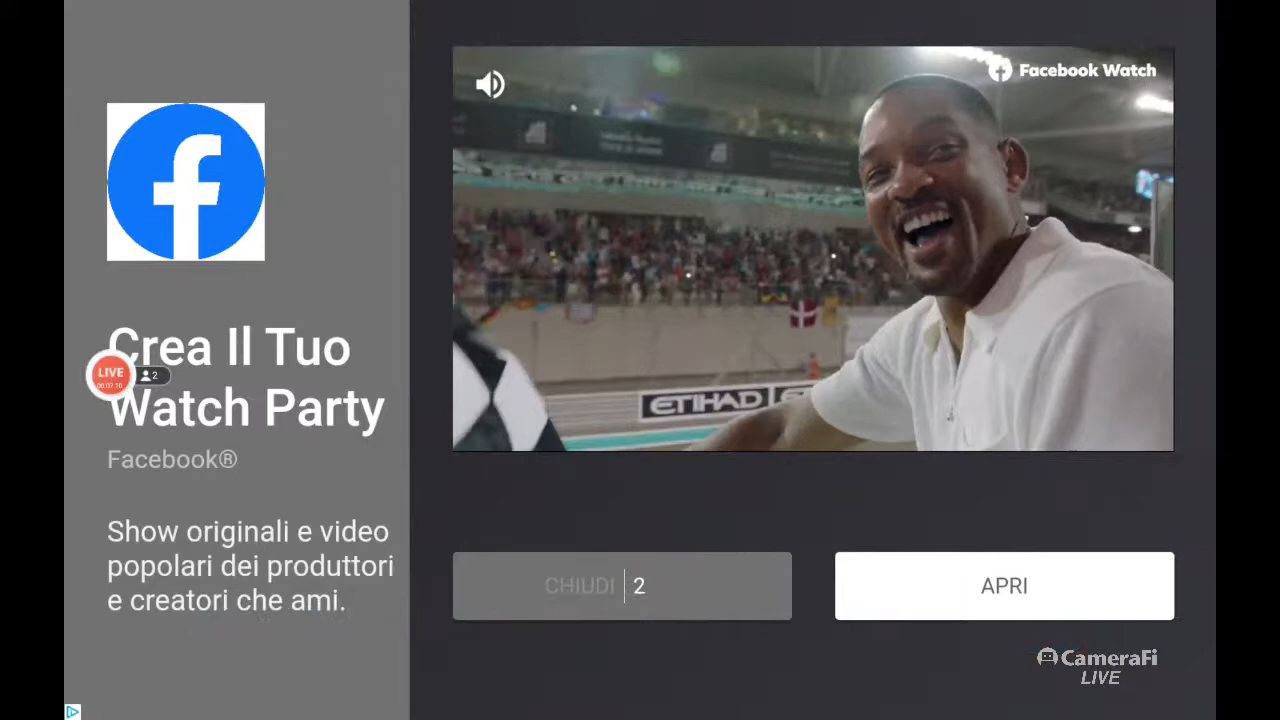 Facebook Watch
ETIHAD
Crea Il Tuo
Watch Party
LIVE
2
Facebook®
Show originali e video
popolari dei produttori
e creatori che ami.
CHIUDI 2
APRI
CameraFi
LIVE